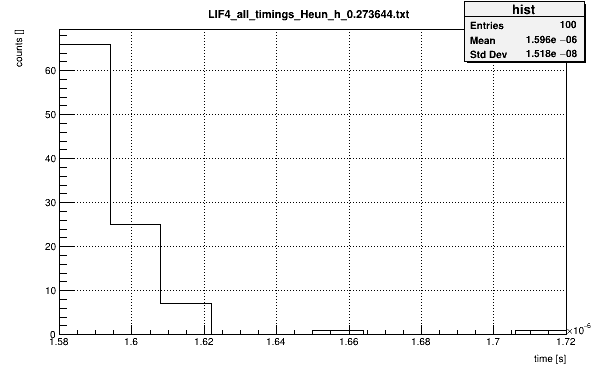 LIF4_all_timings_Heun_h_0.273644.txt
hist
Entries 100
Mean 1.596e −06
Std Dev 1.518e −08
counts []
60
50
40
30
20
10
0
1.58 1.6 1.62 1.64 1.66 1.68 1.7 1.72
×10⁻⁶
time [s]